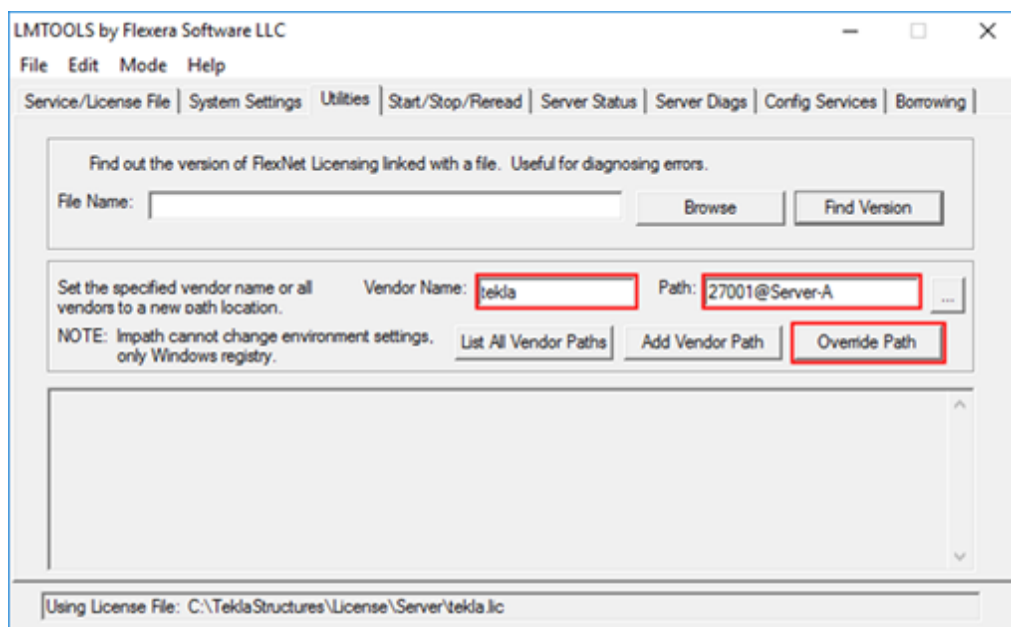 LMTOOLS by Flexera Software LLC
File Edit Mode Help
Service/License File System Settings Utilities Start/Stop/Reread Server Status Server Diags Config Services Borrowing
Find out the version of FlexNet Licensing linked with a file. Useful for diagnosing errors.
File Name: Browse Find Version
Set the specified vendor name or all
vendors to a new path location.
Vendor Name: tekla Path: 27001@Server-A ...
NOTE: lmpath cannot change environment settings,
only Windows registry.
List All Vendor Paths Add Vendor Path Override Path
Using License File: C:\TeklaStructures\License\Server\tekla.lic